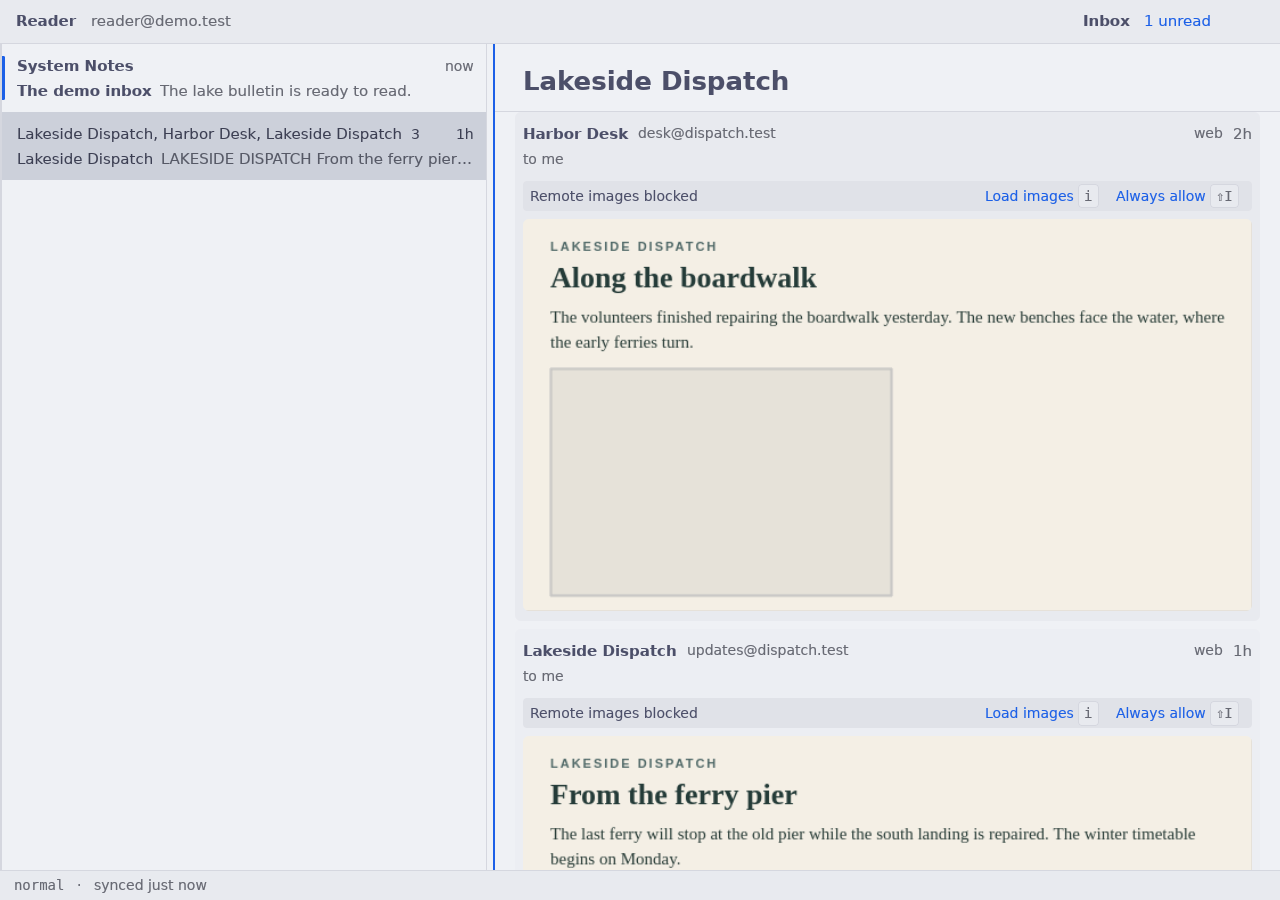 Reader reader@demo.test
Inbox 1 unread
System Notes now
The demo inbox The lake bulletin is ready to read.
Lakeside Dispatch, Harbor Desk, Lakeside Dispatch 3 1h
Lakeside Dispatch LAKESIDE DISPATCH From the ferry pier…
Lakeside Dispatch
Harbor Desk desk@dispatch.test web 2h
to me
Remote images blocked Load images i Always allow ⇧I
LAKESIDE DISPATCH
Along the boardwalk
The volunteers finished repairing the boardwalk yesterday. The new benches face the water, where
the early ferries turn.
Lakeside Dispatch updates@dispatch.test web 1h
to me
Remote images blocked Load images i Always allow ⇧I
LAKESIDE DISPATCH
From the ferry pier
The last ferry will stop at the old pier while the south landing is repaired. The winter timetable
begins on Monday.
normal · synced just now